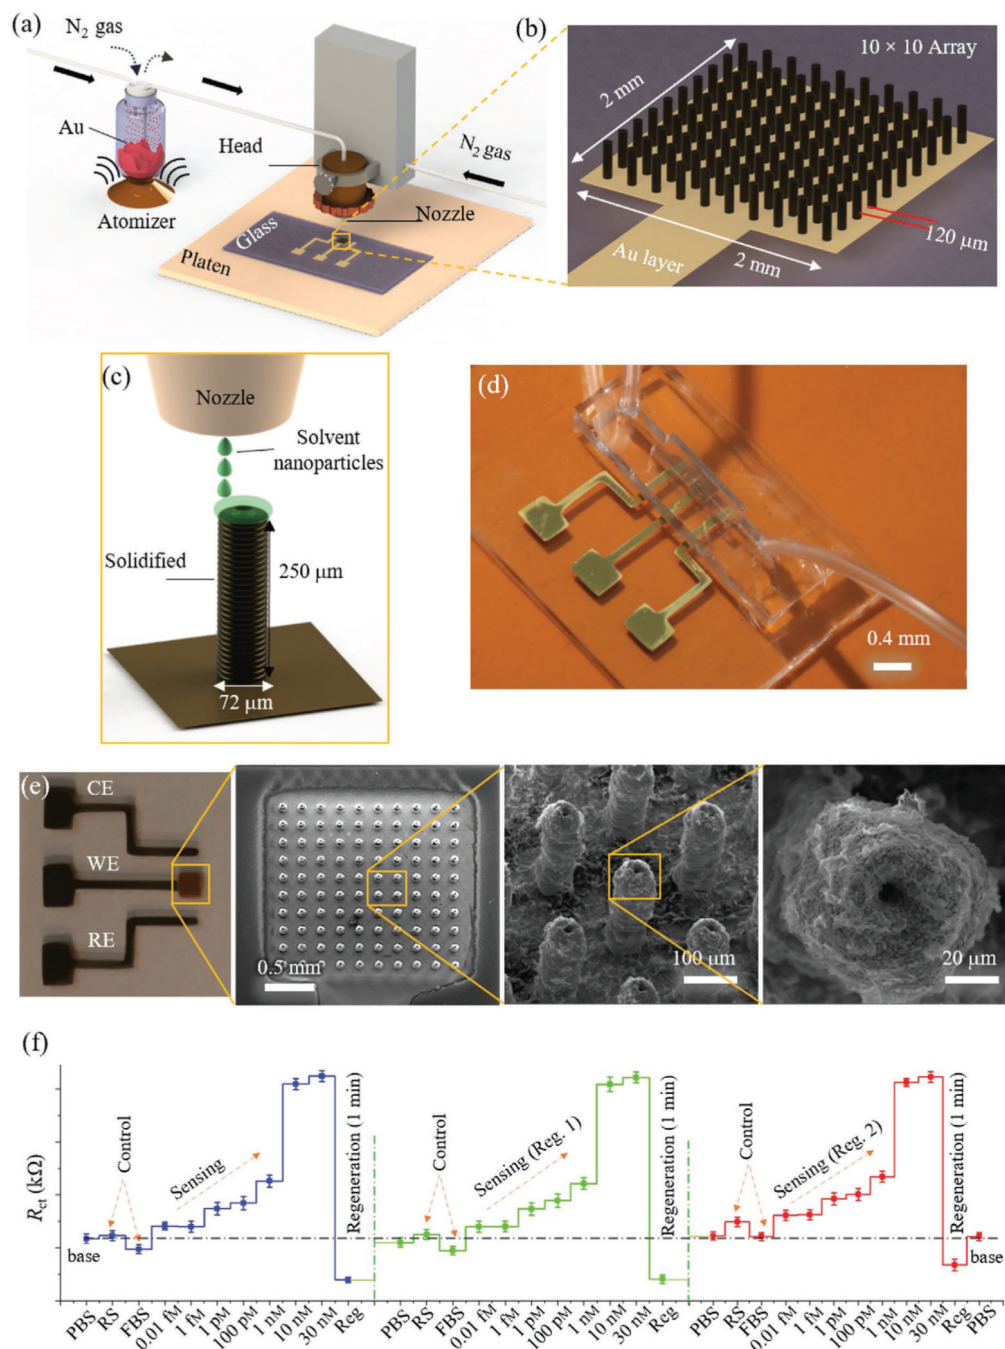 (a)
N2 gas
Au
Atomizer
Head
N2 gas
Nozzle
Glass
Platen
(b)
10 × 10 Array
2 mm
120 µm
Au layer
2 mm
(c)
Nozzle
Solvent
nanoparticles
Solidified
250 µm
72 µm
(d)
0.4 mm
(e)
CE
WE
RE
0.5 mm
100 µm
20 µm
(f)
Rct (kΩ)
base
Control
Sensing
Regeneration (1 min)
Control
Sensing (Reg. 1)
Regeneration (1 min)
Control
Sensing (Reg. 2)
Regeneration (1 min)
base
PBS
RS
FBS
0.01 fM
1 fM
1 pM
100 pM
1 nM
10 nM
30 nM
Reg
PBS
RS
FBS
0.01 fM
1 fM
1 pM
100 pM
1 nM
10 nM
30 nM
Reg
PBS
RS
FBS
0.01 fM
1 fM
1 pM
100 pM
1 nM
10 nM
30 nM
Reg
PBS